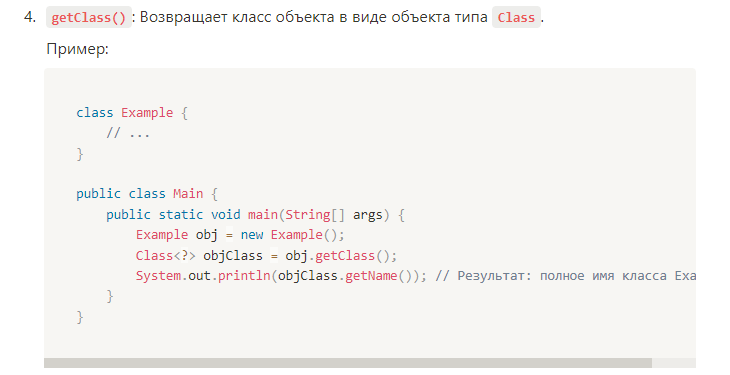 4. getClass(): Возвращает класс объекта в виде объекта типа Class.
Пример:
class Example {
    // ...
}
public class Main {
    public static void main(String[] args) {
        Example obj = new Example();
        Class<?> objClass = obj.getClass();
        System.out.println(objClass.getName()); // Результат: полное имя класса Exa
    }
}